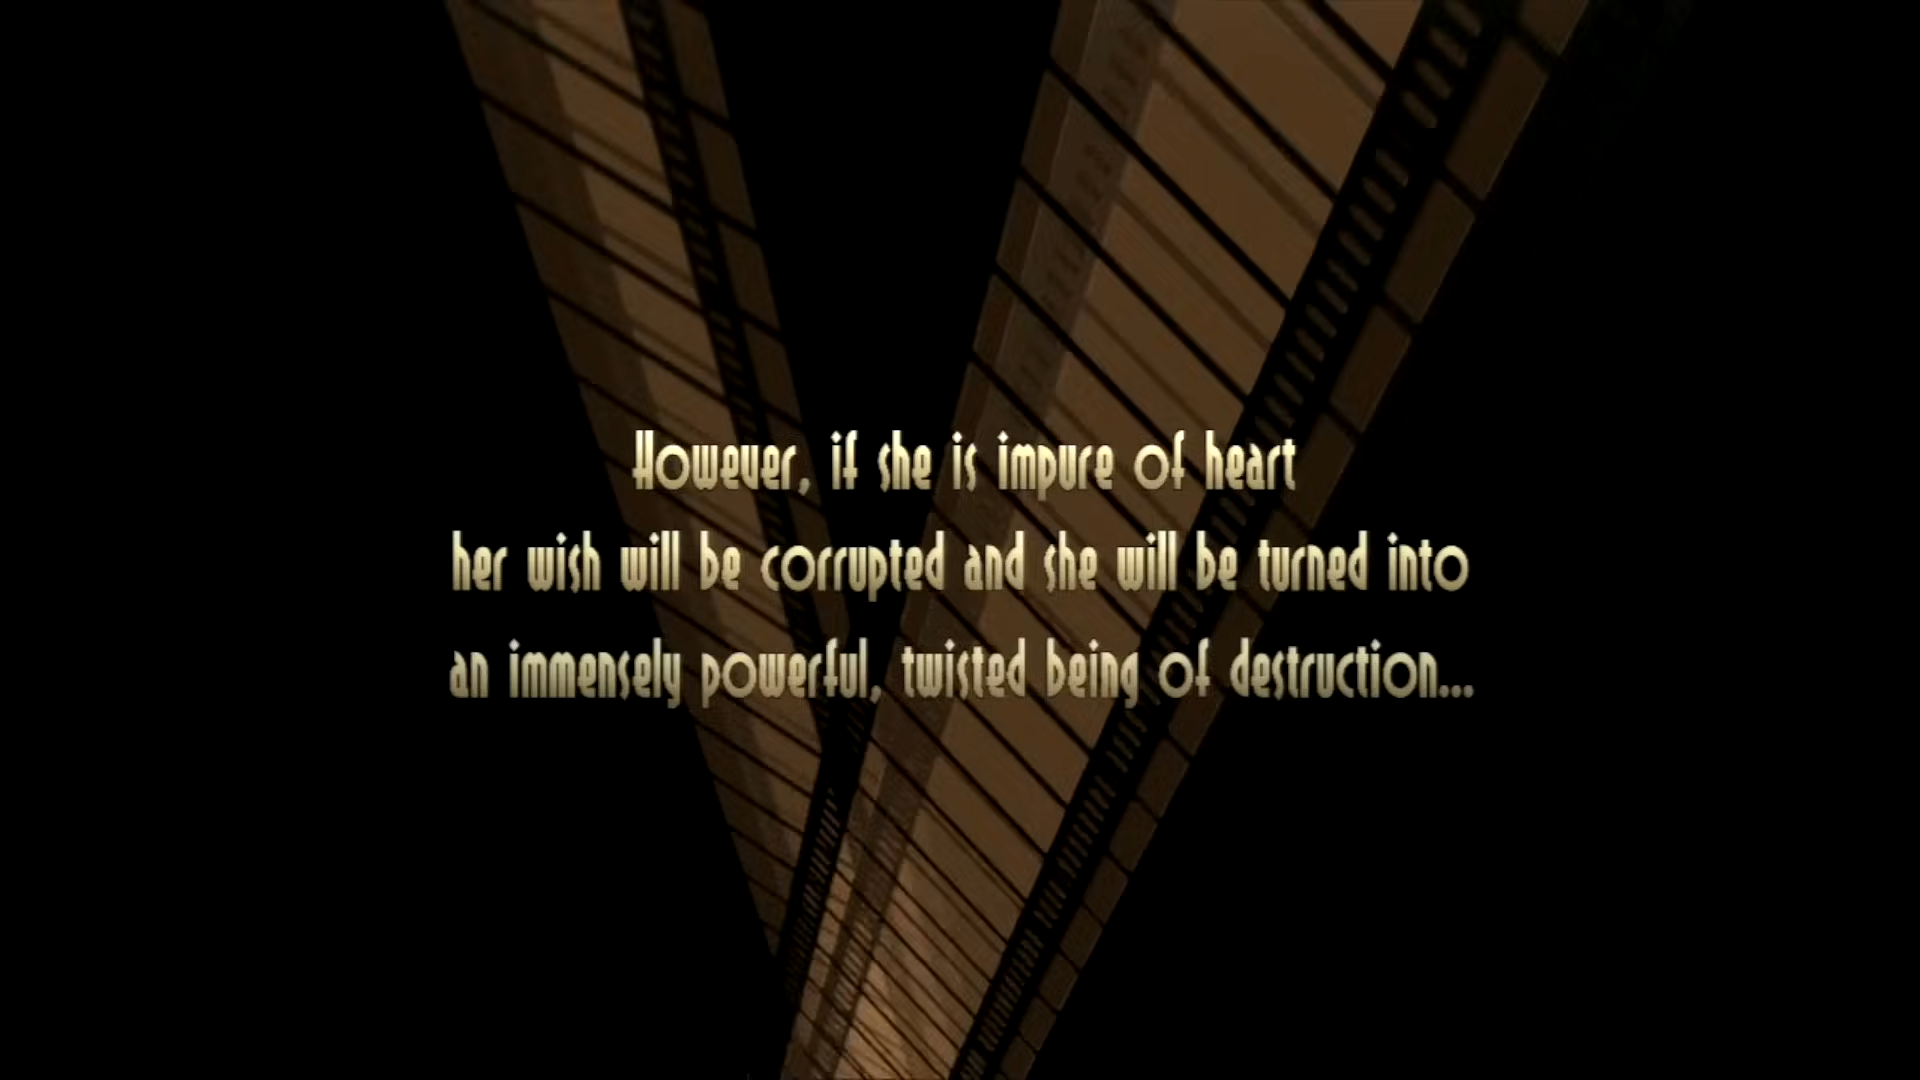 However, if she is impure of heart
her wish will be corrupted and she will be turned into
an immensely powerful, twisted being of destruction...